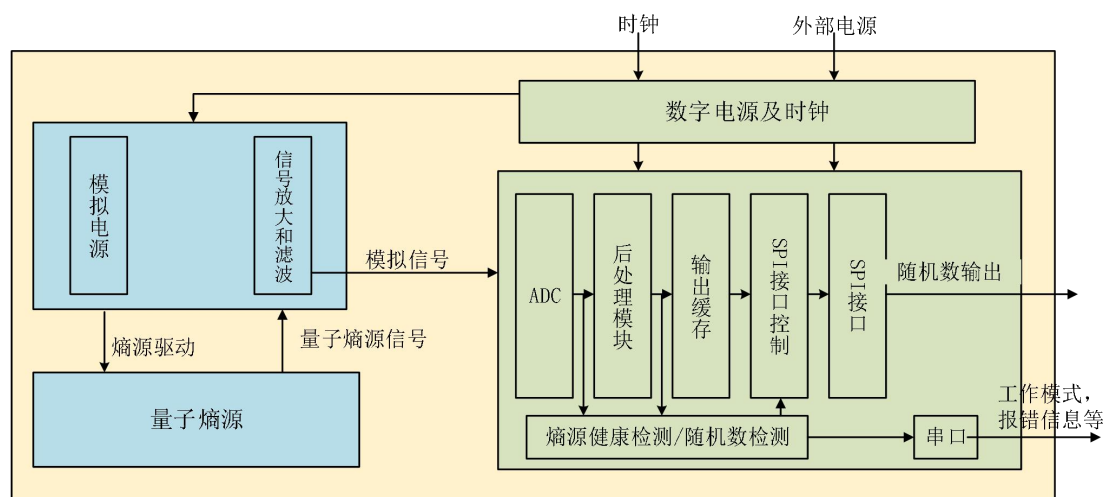 时钟
外部电源
数字电源及时钟
模拟电源
信号放大和滤波
模拟信号
ADC
后处理模块
输出缓存
SPI接口控制
SPI接口
随机数输出
熵源驱动
量子熵源信号
量子熵源
熵源健康检测/随机数检测
串口
工作模式，
报错信息等